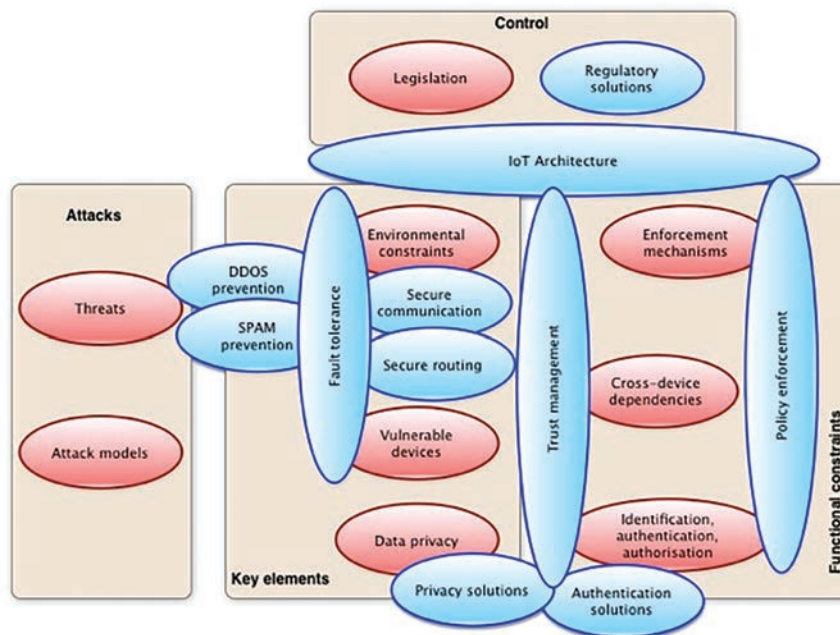 Control
Legislation
Regulatory
solutions
IoT Architecture
Attacks
Threats
Attack models
DDOS
prevention
SPAM
prevention
Fault tolerance
Environmental
constraints
Secure
communication
Secure routing
Vulnerable
devices
Data privacy
Key elements
Privacy solutions
Trust management
Enforcement
mechanisms
Cross-device
dependencies
Identification,
authentication,
authorisation
Authentication
solutions
Policy enforcement
Functional constraints